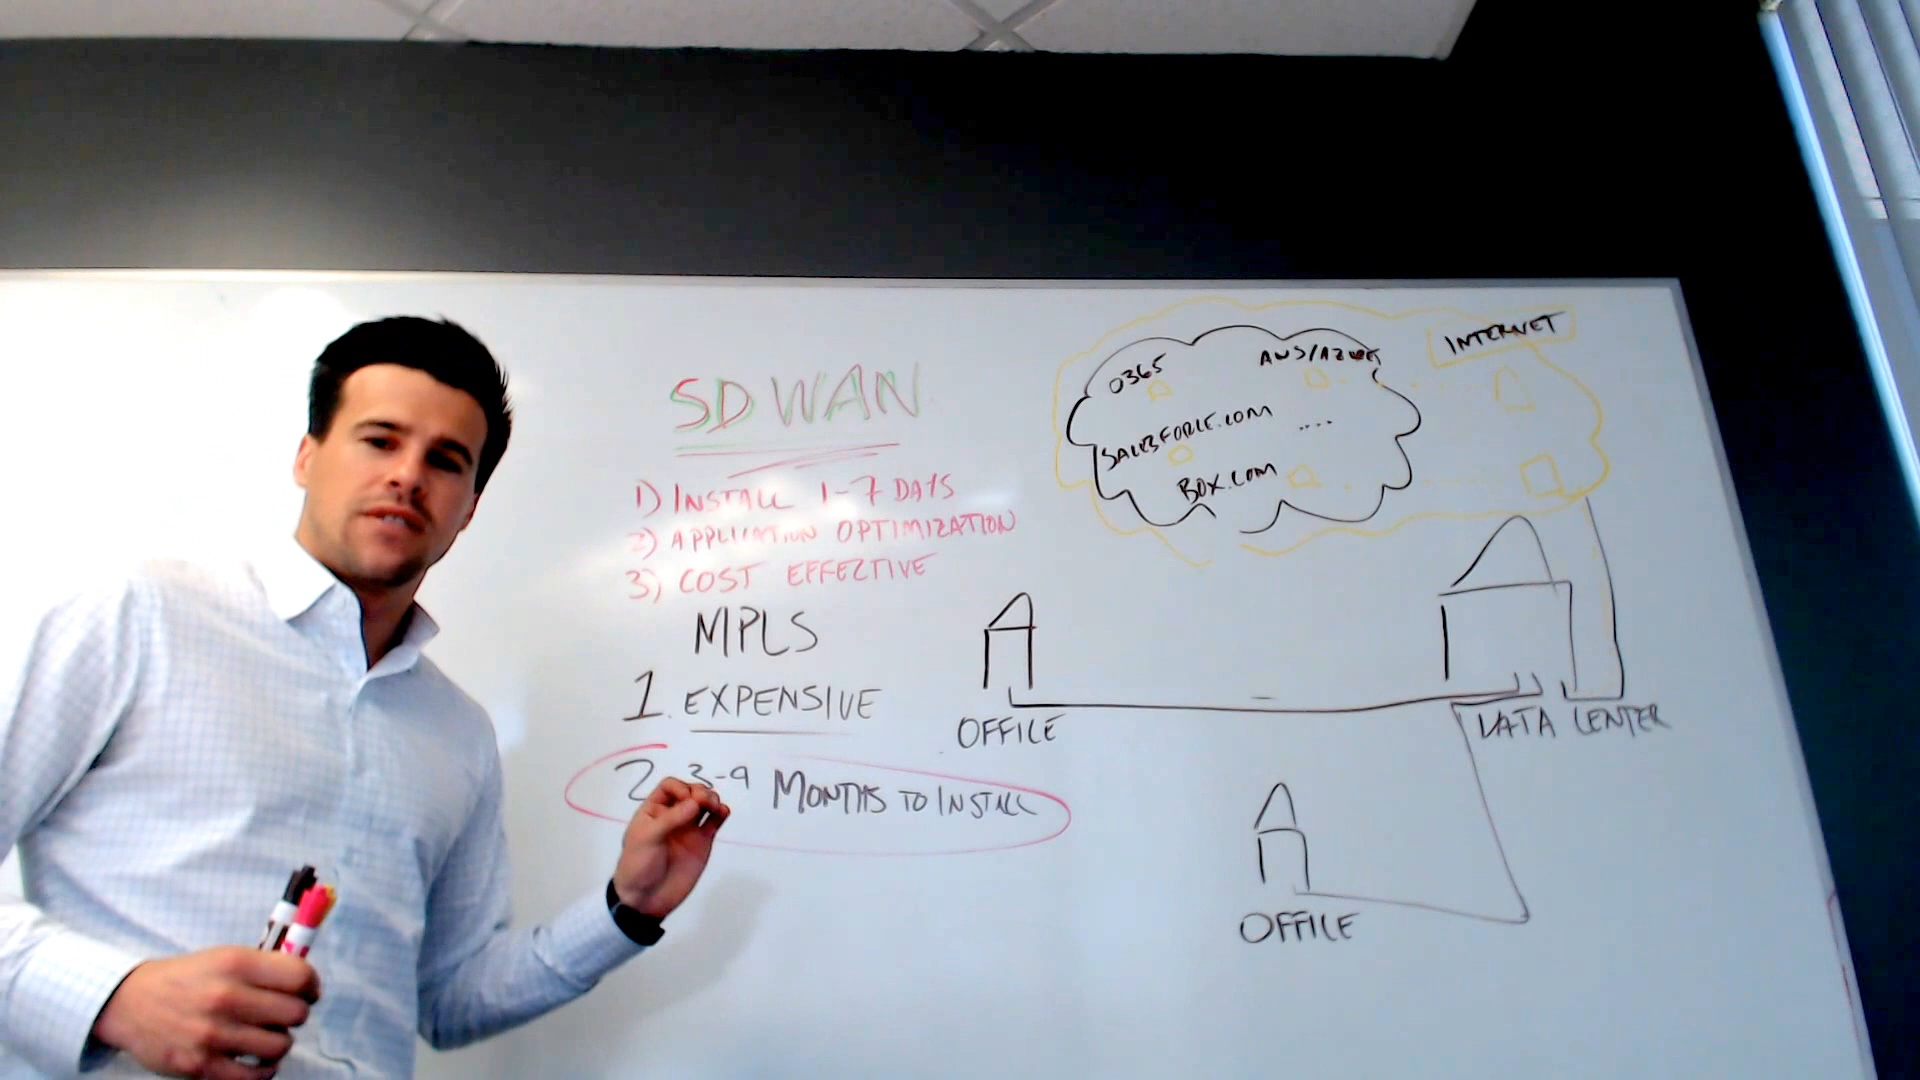 SD WAN
1) INSTALL 1-7 DAYS
2) APPLICATION OPTIMIZATION
3) COST EFFECTIVE
MPLS
1. EXPENSIVE
2. 3-9 MONTHS TO INSTALL
O365
AWS/AZURE
INTERNET
SALESFORCE.COM
....
BOX.COM
OFFICE
DATA CENTER
OFFICE